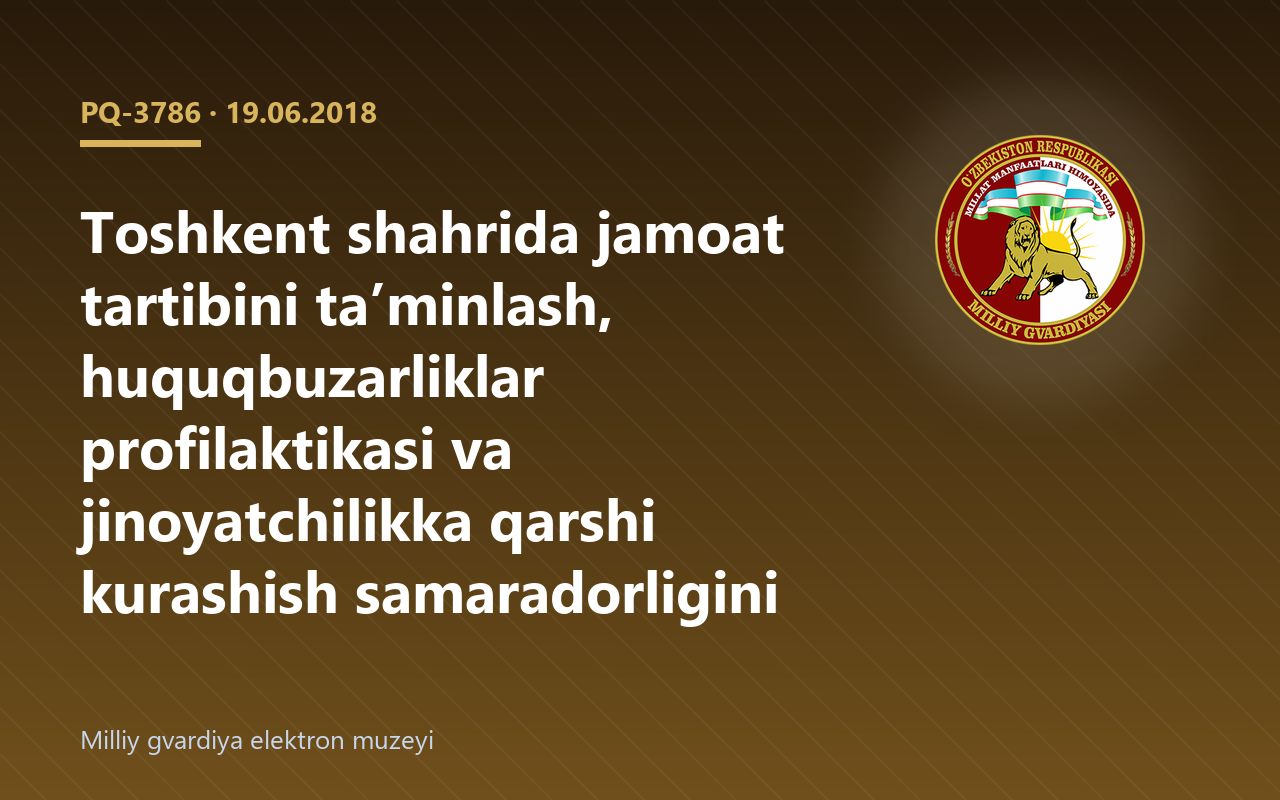 PQ-3786 · 19.06.2018
O‘ZBEKISTON RESPUBLIKASI
MILLAT MANFAATLARI HIMOYASIDA
MILLIY GVARDIYASI
Toshkent shahrida jamoat
tartibini ta’minlash,
huquqbuzarliklar
profilaktikasi va
jinoyatchilikka qarshi
kurashish samaradorligini
Milliy gvardiya elektron muzeyi